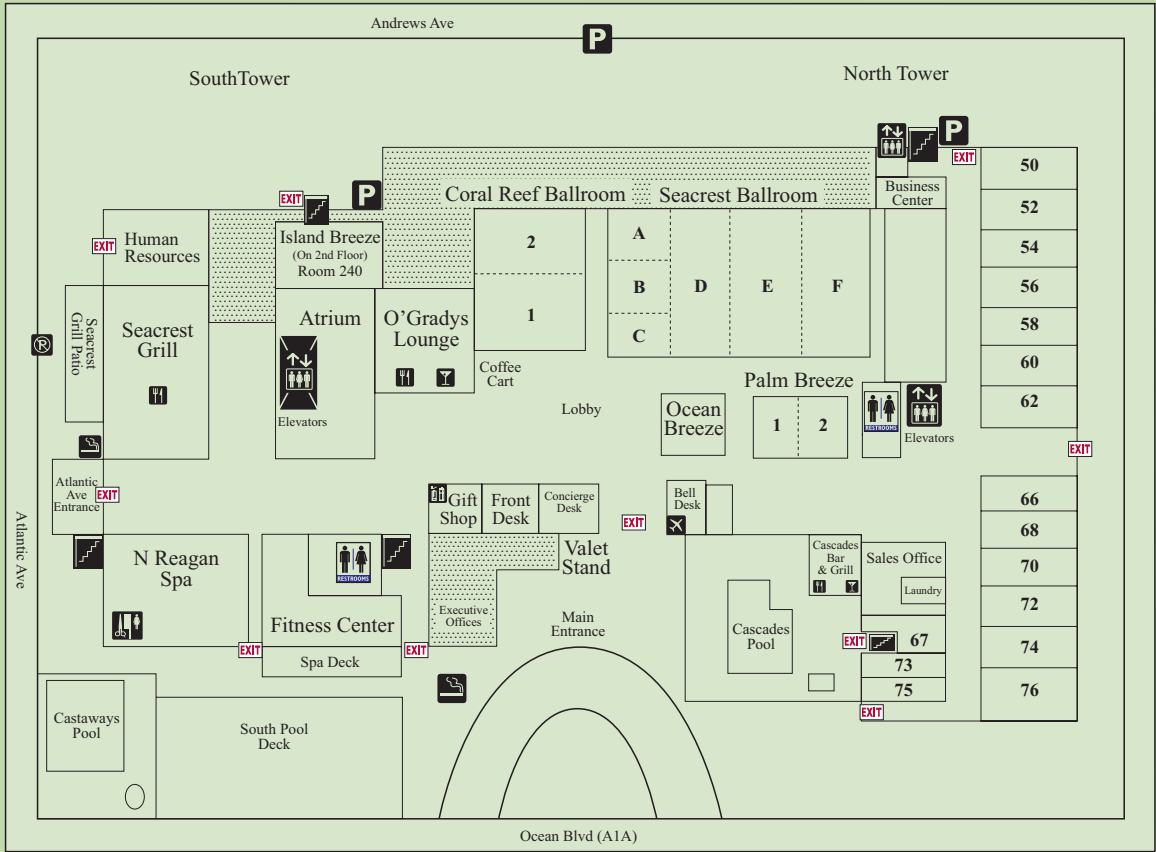 Andrews Ave
P
SouthTower
North Tower
P
EXIT
50
Business
Center
52
54
56
58
60
62
EXIT
P
Coral Reef Ballroom
Seacrest Ballroom
EXIT
Human
Resources
EXIT
Island Breeze
(On 2nd Floor)
Room 240
2
1
A
B
C
D
E
F
Seacrest
Grill Patio
Seacrest
Grill
Atrium
Elevators
O'Gradys
Lounge
Coffee
Cart
Lobby
Palm Breeze
Ocean
Breeze
1
2
RESTROOMS
Elevators
R
Atlantic
Ave
Entrance
EXIT
Gift
Shop
Front
Desk
Concierge
Desk
EXIT
Bell
Desk
66
68
70
72
74
76
Atlantic Ave
N Reagan
Spa
RESTROOMS
Fitness Center
Valet
Stand
Executive
Offices
Main
Entrance
Cascades
Bar
& Grill
Sales Office
Laundry
Cascades
Pool
EXIT
67
73
75
EXIT
EXIT
Spa Deck
EXIT
Castaways
Pool
South Pool
Deck
Ocean Blvd (A1A)